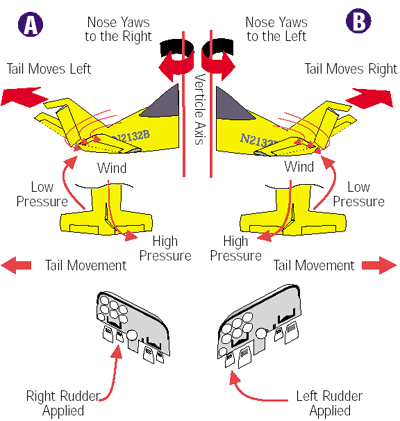 A
Nose Yaws
to the Right
Nose Yaws
to the Left
B
Tail Moves Left
Tail Moves Right
Verticle Axis
N2132B
N2132
Wind
Wind
Low
Pressure
Low
Pressure
High
Pressure
High
Pressure
Tail Movement
Tail Movement
Right Rudder
Applied
Left Rudder
Applied